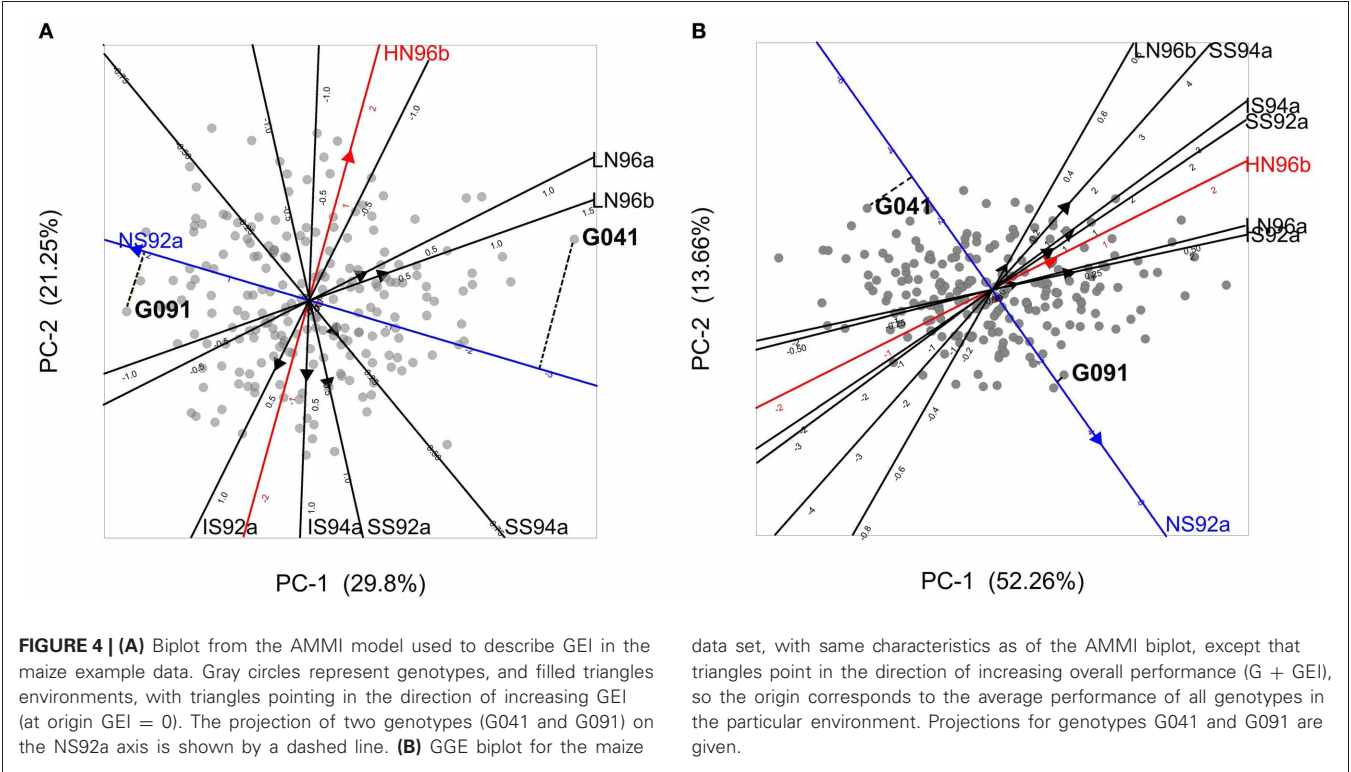 A
B
HN96b
LN96a
LN96b
NS92a
G041
G091
IS92a
IS94a
SS92a
SS94a
PC-2 (21.25%)
PC-1 (29.8%)
LN96b
SS94a
IS94a
SS92a
HN96b
LN96a
IS92a
G041
G091
NS92a
PC-2 (13.66%)
PC-1 (52.26%)
FIGURE 4 | (A) Biplot from the AMMI model used to describe GEI in the
maize example data. Gray circles represent genotypes, and filled triangles
environments, with triangles pointing in the direction of increasing GEI
(at origin GEI = 0). The projection of two genotypes (G041 and G091) on
the NS92a axis is shown by a dashed line. (B) GGE biplot for the maize
data set, with same characteristics as of the AMMI biplot, except that
triangles point in the direction of increasing overall performance (G + GEI),
so the origin corresponds to the average performance of all genotypes in
the particular environment. Projections for genotypes G041 and G091 are
given.